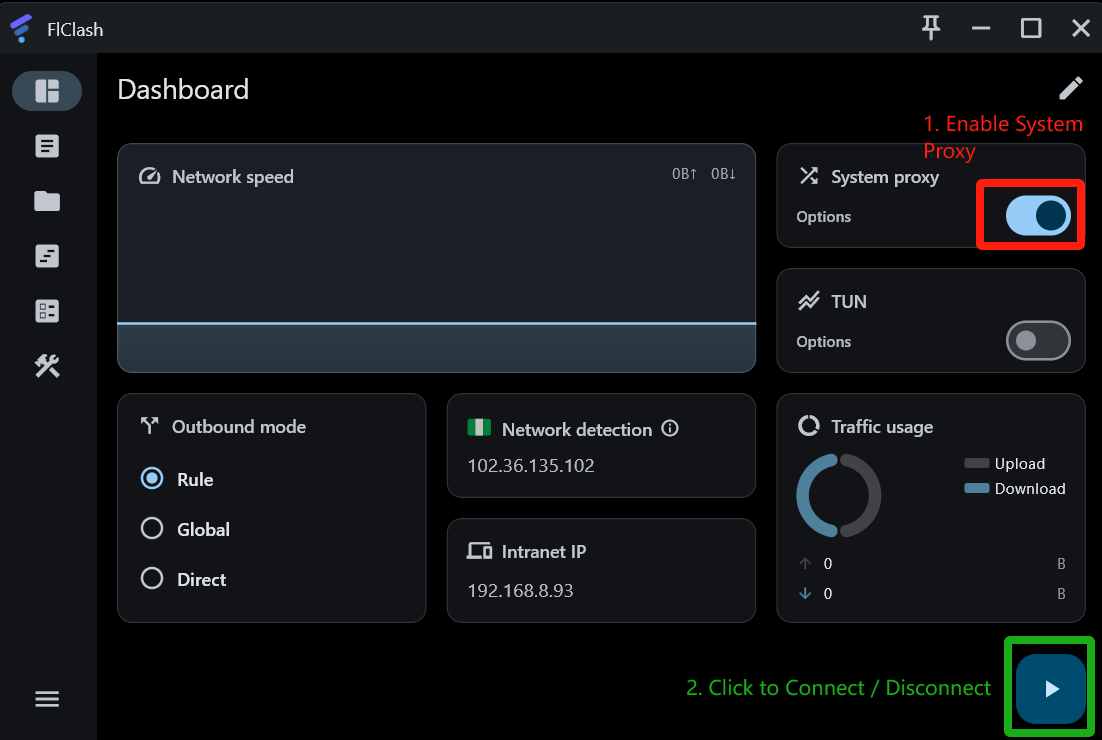 FlClash
Dashboard
1. Enable System
Proxy
Network speed
0B↑ 0B↓
System proxy
Options
TUN
Options
Outbound mode
Rule
Global
Direct
Network detection
102.36.135.102
Intranet IP
192.168.8.93
Traffic usage
Upload
Download
↑ 0 B
↓ 0 B
2. Click to Connect / Disconnect